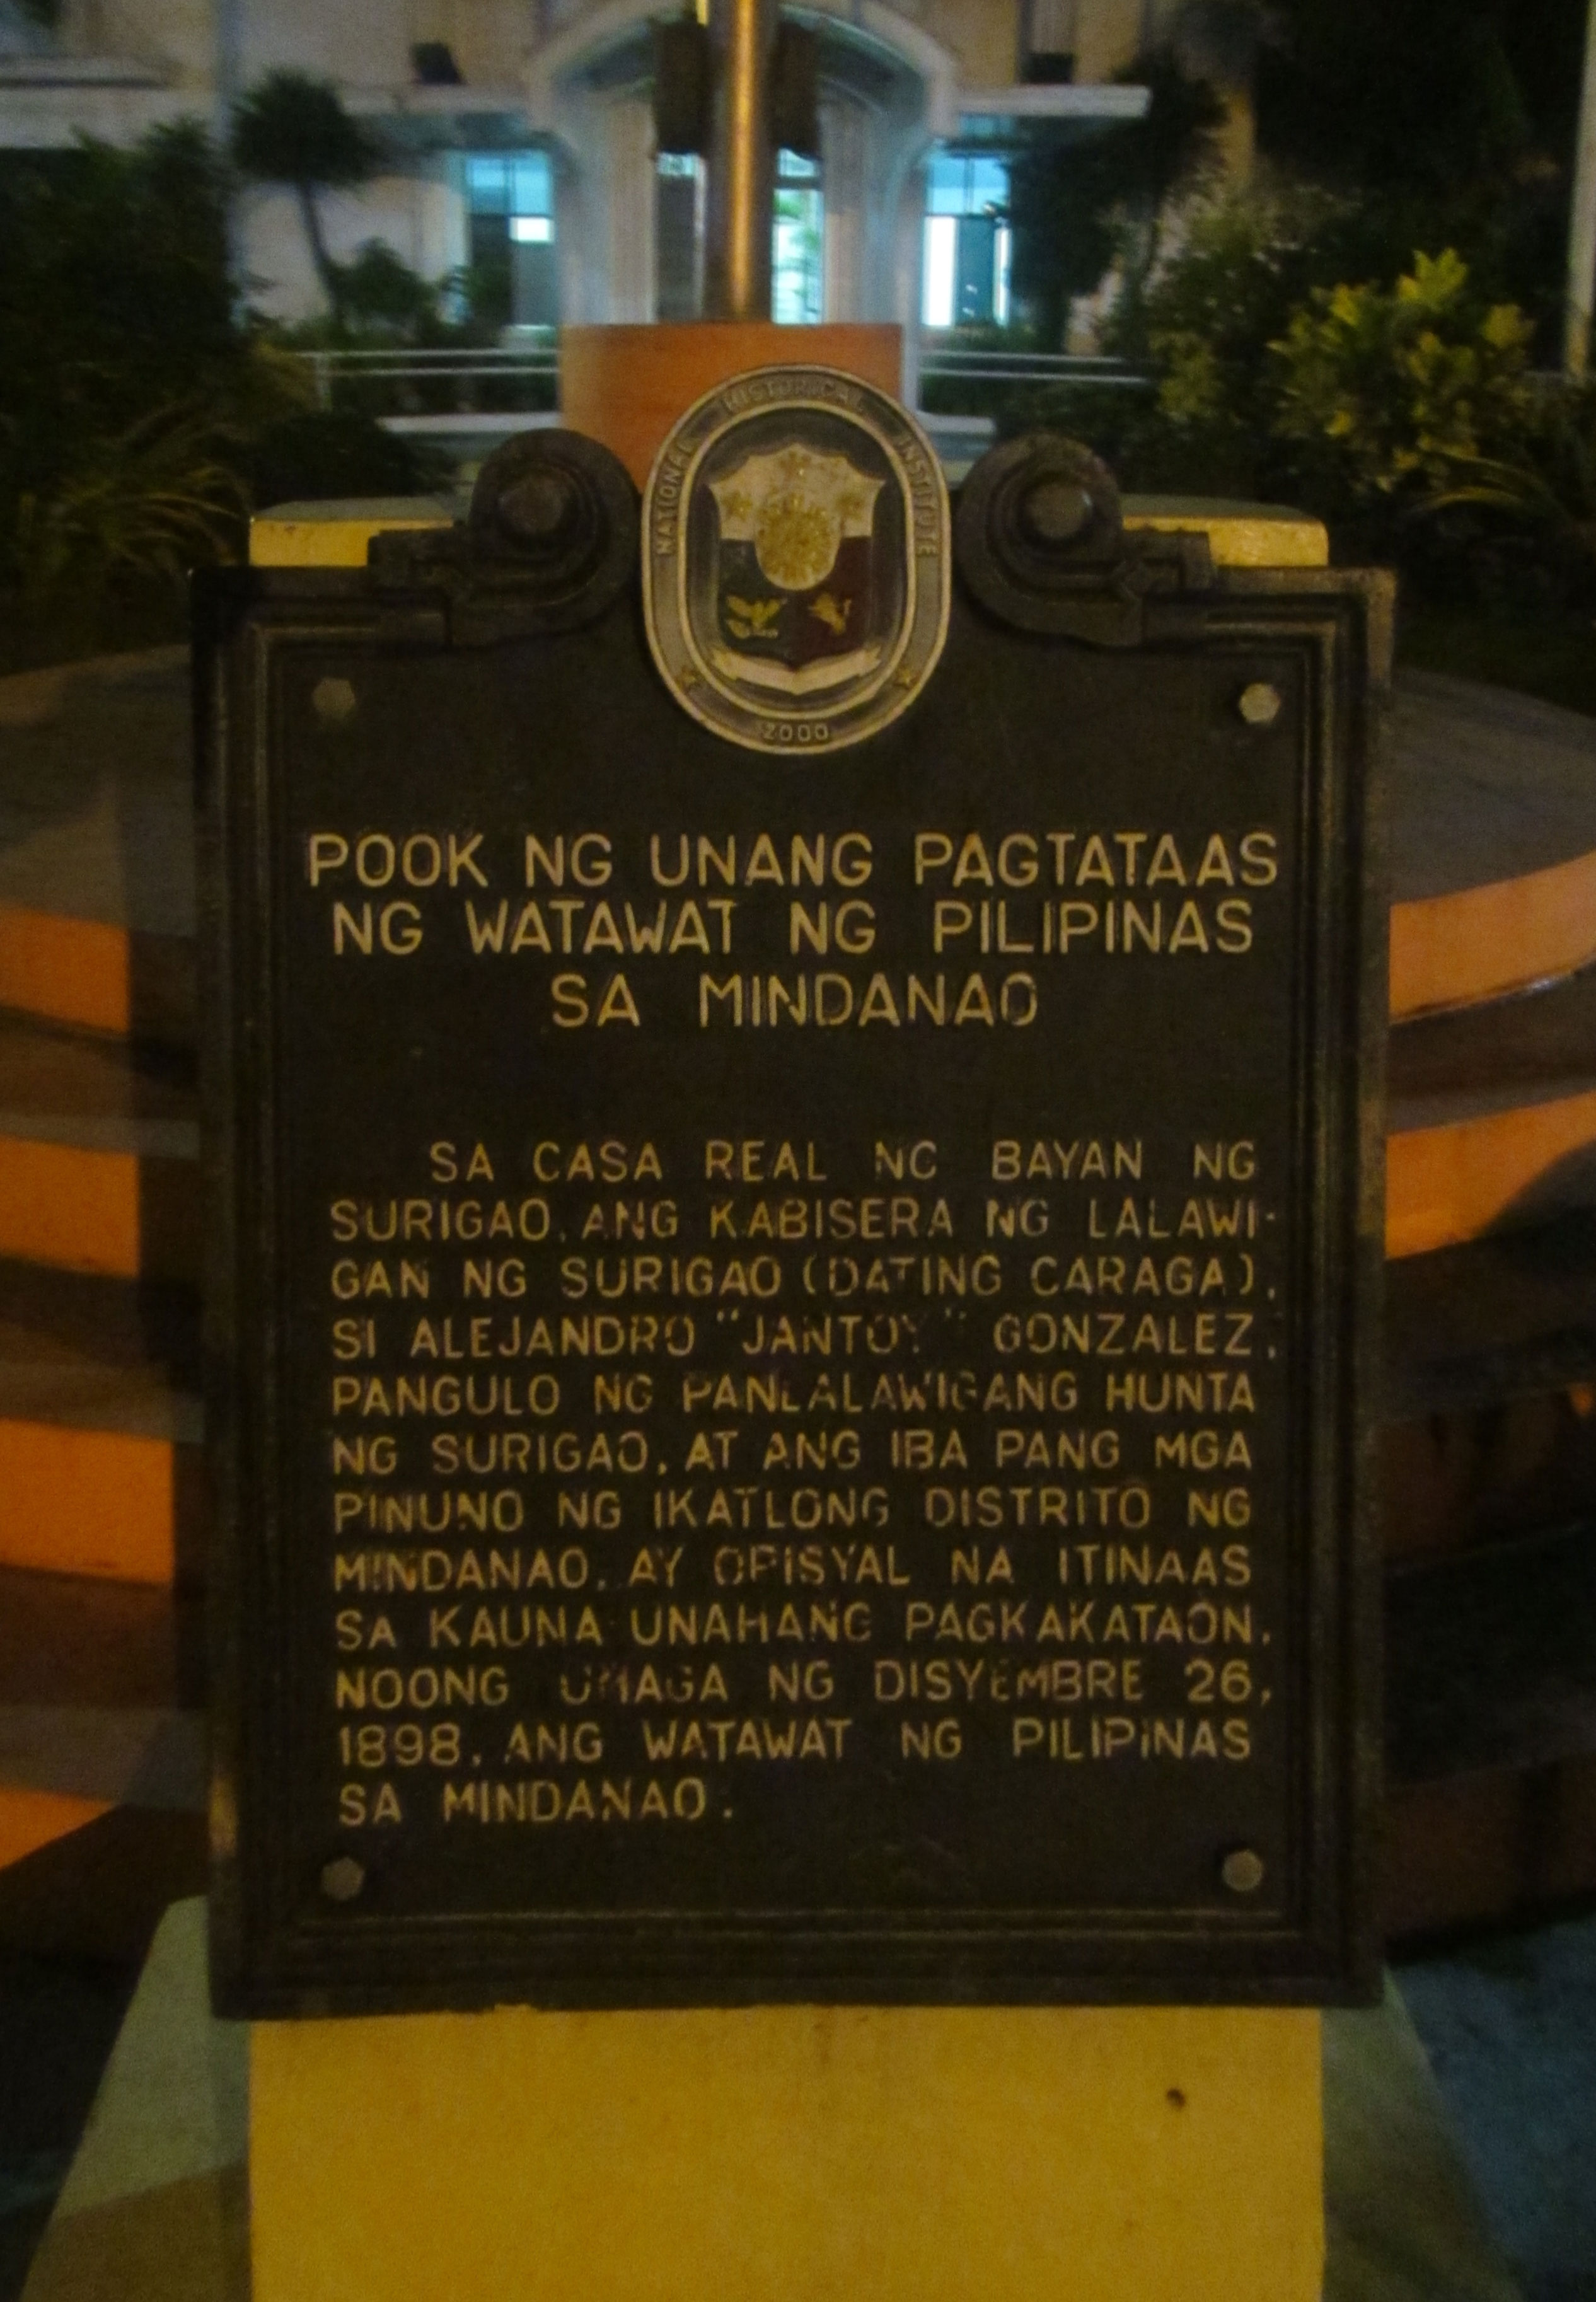 NATIONAL HISTORICAL INSTITUTE
2000
POOK NG UNANG PAGTATAAS
NG WATAWAT NG PILIPINAS
SA MINDANAO
SA CASA REAL NG BAYAN NG
SURIGAO, ANG KABISERA NG LALAWI-
GAN NG SURIGAO (DATING CARAGA),
SI ALEJANDRO "JANTOY" GONZALEZ,
PANGULO NG PANLALAWIGANG HUNTA
NG SURIGAO, AT ANG IBA PANG MGA
PINUNO NG IKATLONG DISTRITO NG
MINDANAO, AY OPISYAL NA ITINAAS
SA KAUNA-UNAHANG PAGKAKATAON,
NOONG UMAGA NG DISYEMBRE 26,
1898, ANG WATAWAT NG PILIPINAS
SA MINDANAO.